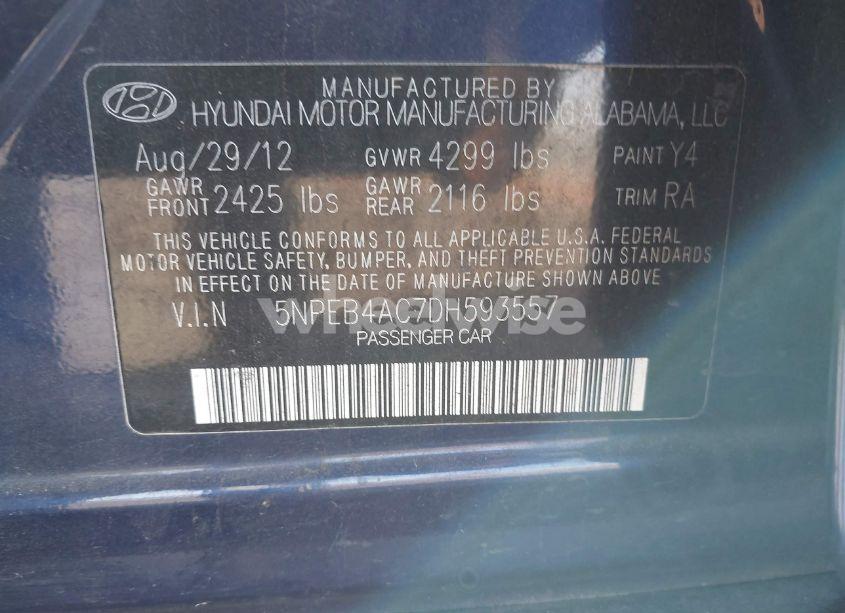 MANUFACTURED BY
HYUNDAI MOTOR MANUFACTURING ALABAMA, LLC
Aug/29/12 GVWR 4299 lbs PAINT Y4
GAWR FRONT 2425 lbs GAWR REAR 2116 lbs TRIM RA
THIS VEHICLE CONFORMS TO ALL APPLICABLE U.S.A. FEDERAL
MOTOR VEHICLE SAFETY, BUMPER, AND THEFT PREVENTION STANDARDS
IN EFFECT ON THE DATE OF MANUFACTURE SHOWN ABOVE
V.I.N 5NPEB4AC7DH593557
PASSENGER CAR
wheelwise